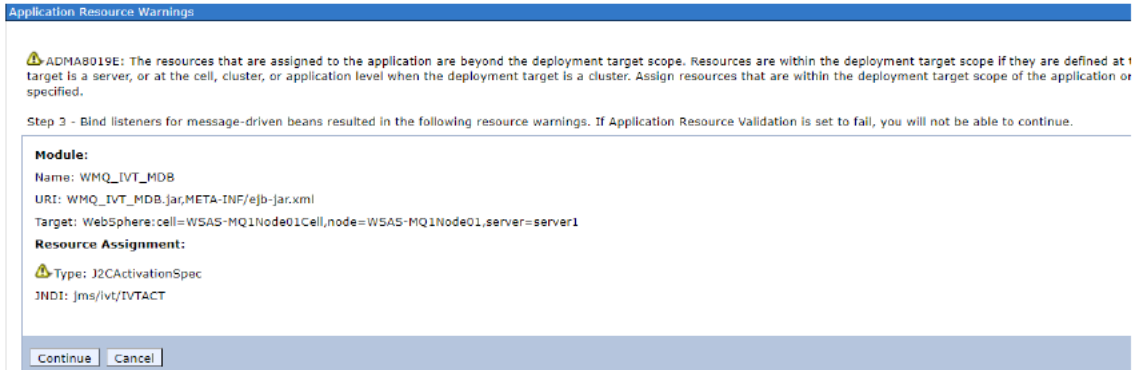 Application Resource Warnings
ADMA8019E: The resources that are assigned to the application are beyond the deployment target scope. Resources are within the deployment target scope if they are defined at
target is a server, or at the cell, cluster, or application level when the deployment target is a cluster. Assign resources that are within the deployment target scope of the application or
specified.
Step 3 - Bind listeners for message-driven beans resulted in the following resource warnings. If Application Resource Validation is set to fail, you will not be able to continue.
Module:
Name: WMQ_IVT_MDB
URI: WMQ_IVT_MDB.jar,META-INF/ejb-jar.xml
Target: WebSphere:cell=WSAS-MQ1Node01Cell,node=WSAS-MQ1Node01,server=server1
Resource Assignment:
Type: J2CActivationSpec
JNDI: jms/ivt/IVTACT
Continue Cancel